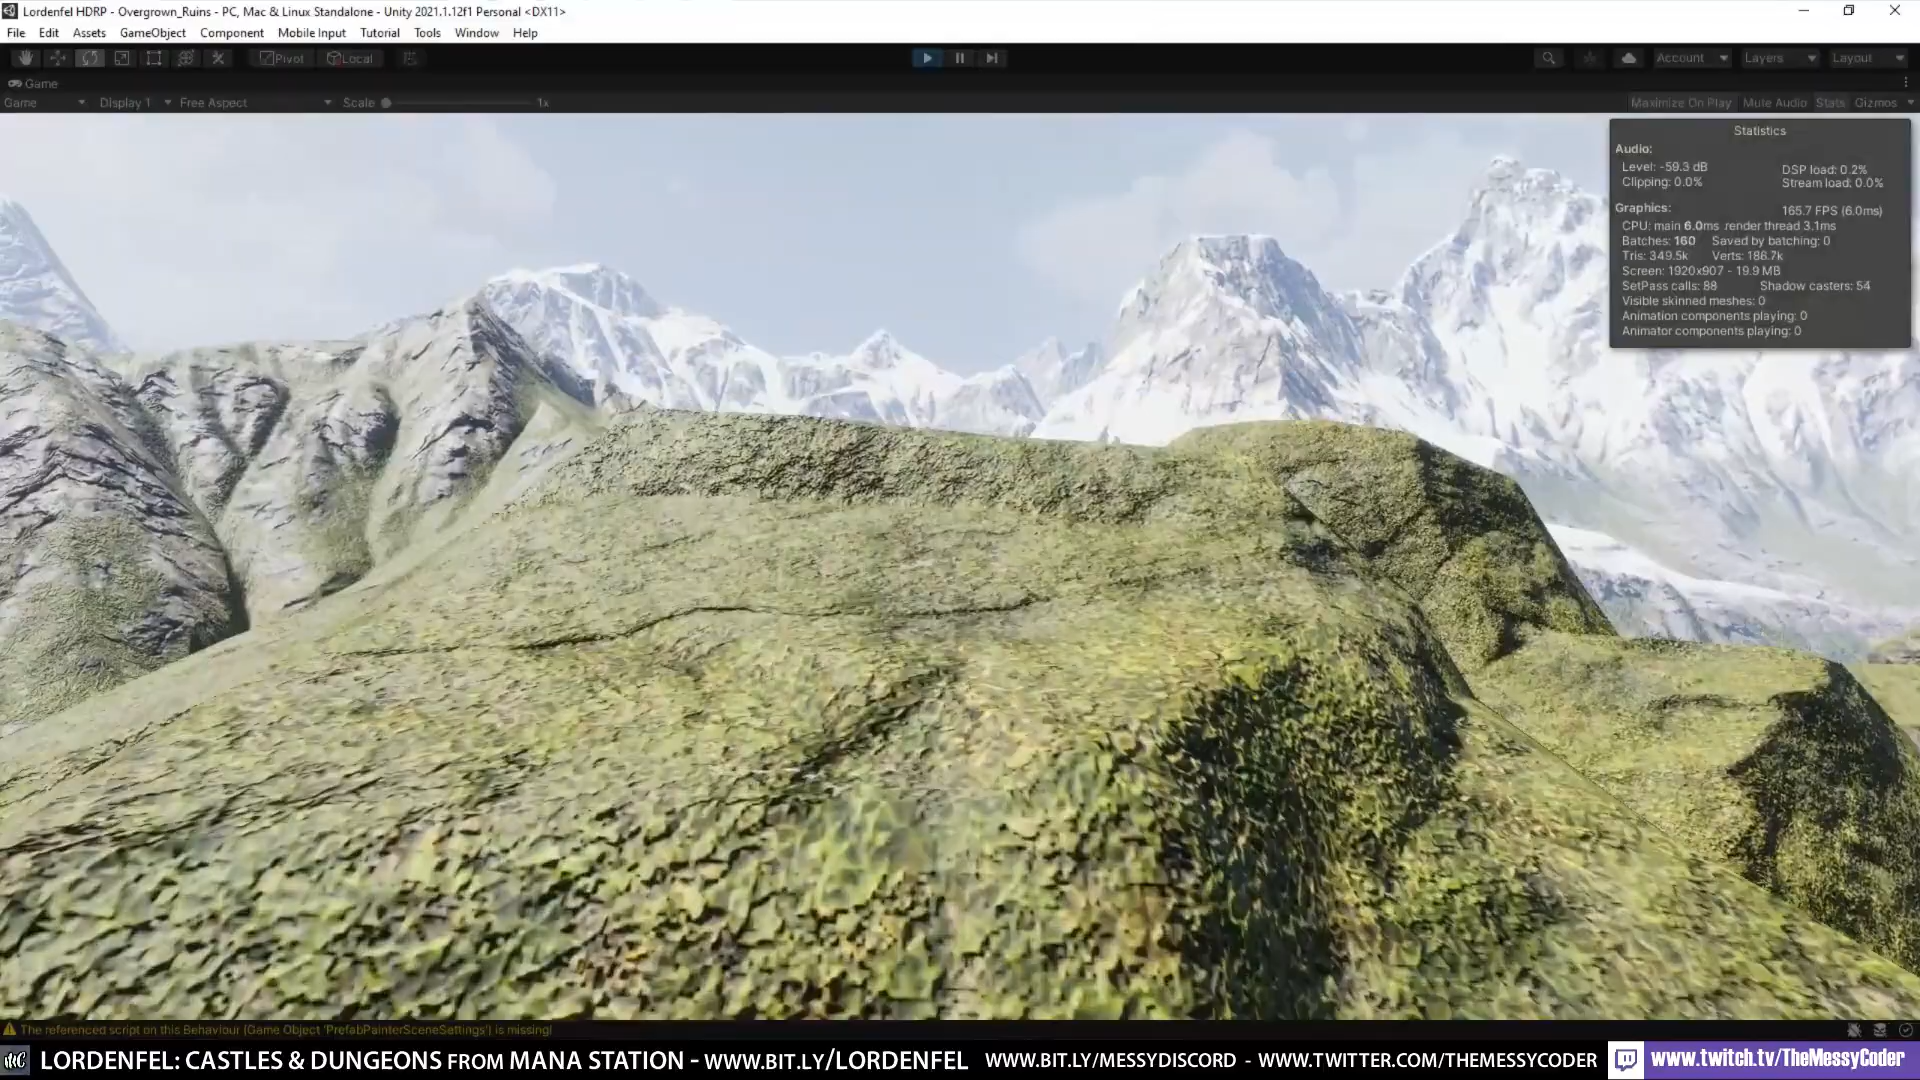 Lordenfel HDRP - Overgrown_Ruins - PC, Mac & Linux Standalone - Unity 2021.1.12f1 Personal <DX11>
File Edit Assets GameObject Component Mobile Input Tutorial Tools Window Help
Pivot Local Account Layers Layout
Game
Game Display 1 Free Aspect Scale 1x Maximize On Play Mute Audio Stats Gizmos
Statistics
Audio:
Level: -59.3 dB DSP load: 0.2%
Clipping: 0.0% Stream load: 0.0%
Graphics: 165.7 FPS (6.0ms)
CPU: main 6.0ms render thread 3.1ms
Batches: 160 Saved by batching: 0
Tris: 349.5k Verts: 186.7k
Screen: 1920x907 - 19.9 MB
SetPass calls: 88 Shadow casters: 54
Visible skinned meshes: 0
Animation components playing: 0
Animator components playing: 0
The referenced script on this Behaviour (Game Object 'PrefabPainterSceneSettings') is missing!
LORDENFEL: CASTLES & DUNGEONS FROM MANA STATION - WWW.BIT.LY/LORDENFEL WWW.BIT.LY/MESSYDISCORD - WWW.TWITTER.COM/THEMESSYCODER www.twitch.tv/TheMessyCoder